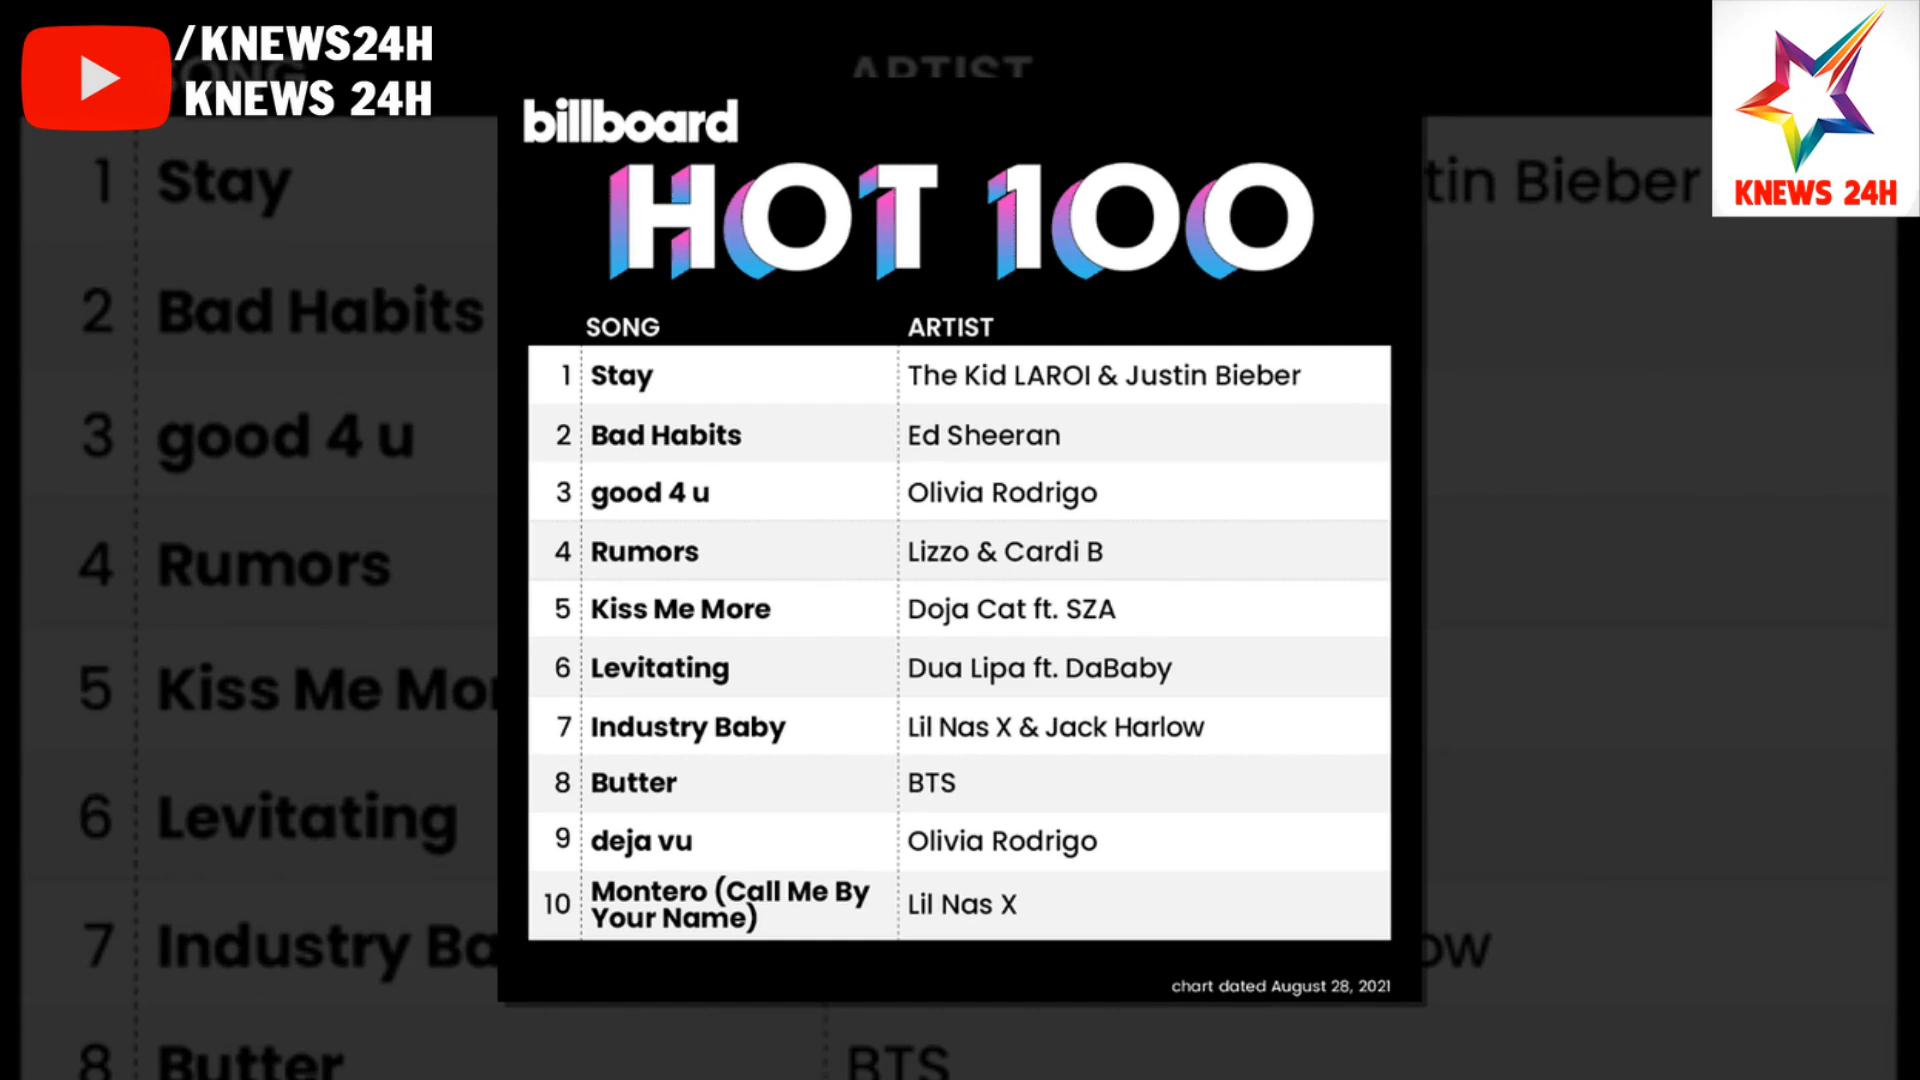 /KNEWS24H
KNEWS 24H
SONG
ARTIST
KNEWS 24H
billboard
HOT 100
SONG ARTIST
1 Stay The Kid LAROI & Justin Bieber
2 Bad Habits Ed Sheeran
3 good 4 u Olivia Rodrigo
4 Rumors Lizzo & Cardi B
5 Kiss Me More Doja Cat ft. SZA
6 Levitating Dua Lipa ft. DaBaby
7 Industry Baby Lil Nas X & Jack Harlow
8 Butter BTS
9 deja vu Olivia Rodrigo
10 Montero (Call Me By
Your Name) Lil Nas X
chart dated August 28, 2021
1 Stay tin Bieber
2 Bad Habits
3 good 4 u
4 Rumors
5 Kiss Me Mor
6 Levitating
7 Industry Ba ow
8 Butter BTS